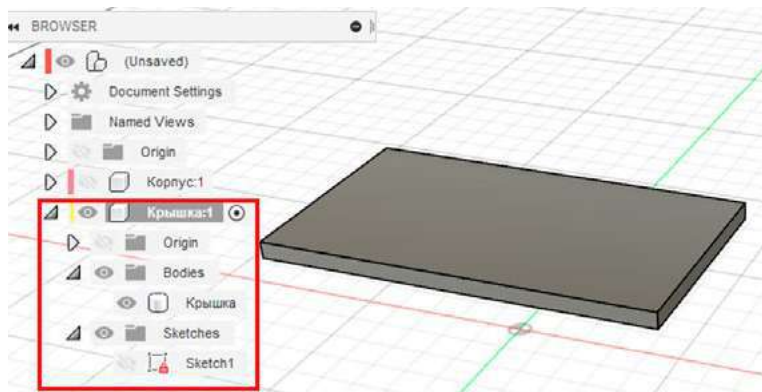 BROWSER
(Unsaved)
Document Settings
Named Views
Origin
Корпус:1
Крышка:1
Origin
Bodies
Крышка
Sketches
Sketch1